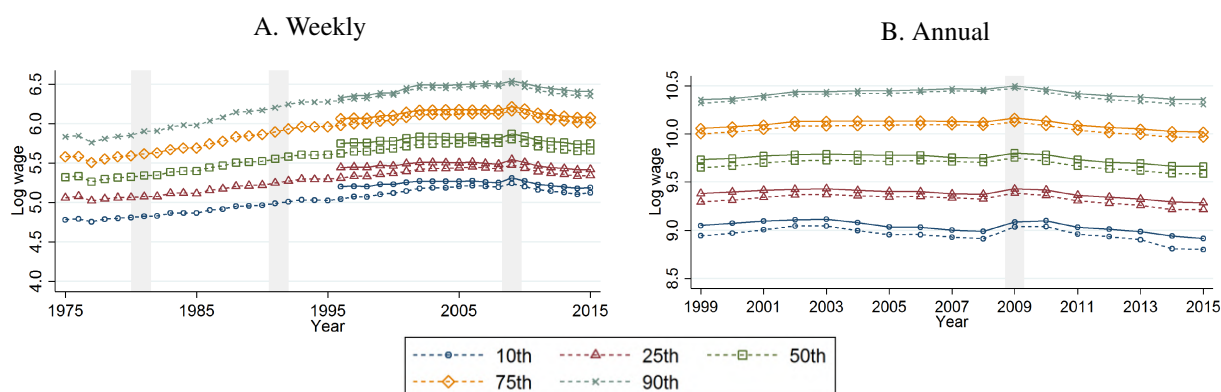 A. Weekly
Log wage
6.5
6.0
5.5
5.0
4.5
4.0
1975 1985 1995 2005 2015
Year
B. Annual
Log wage
10.5
10.0
9.5
9.0
8.5
1999 2001 2003 2005 2007 2009 2011 2013 2015
Year
10th 25th 50th
75th 90th